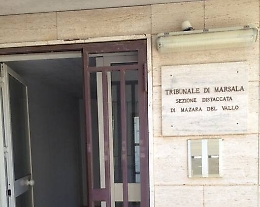 TRIBUNALE DI MARSALA
SEZIONE DISTACCATA
DI MAZARA DEL VALLO